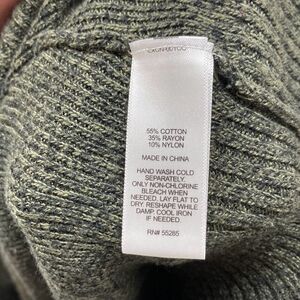 55% COTTON
35% RAYON
10% NYLON
MADE IN CHINA
HAND WASH COLD
SEPARATELY.
ONLY NON-CHLORINE
BLEACH WHEN
NEEDED. LAY FLAT TO
DRY. RESHAPE WHILE
DAMP. COOL IRON
IF NEEDED.
RN# 55285